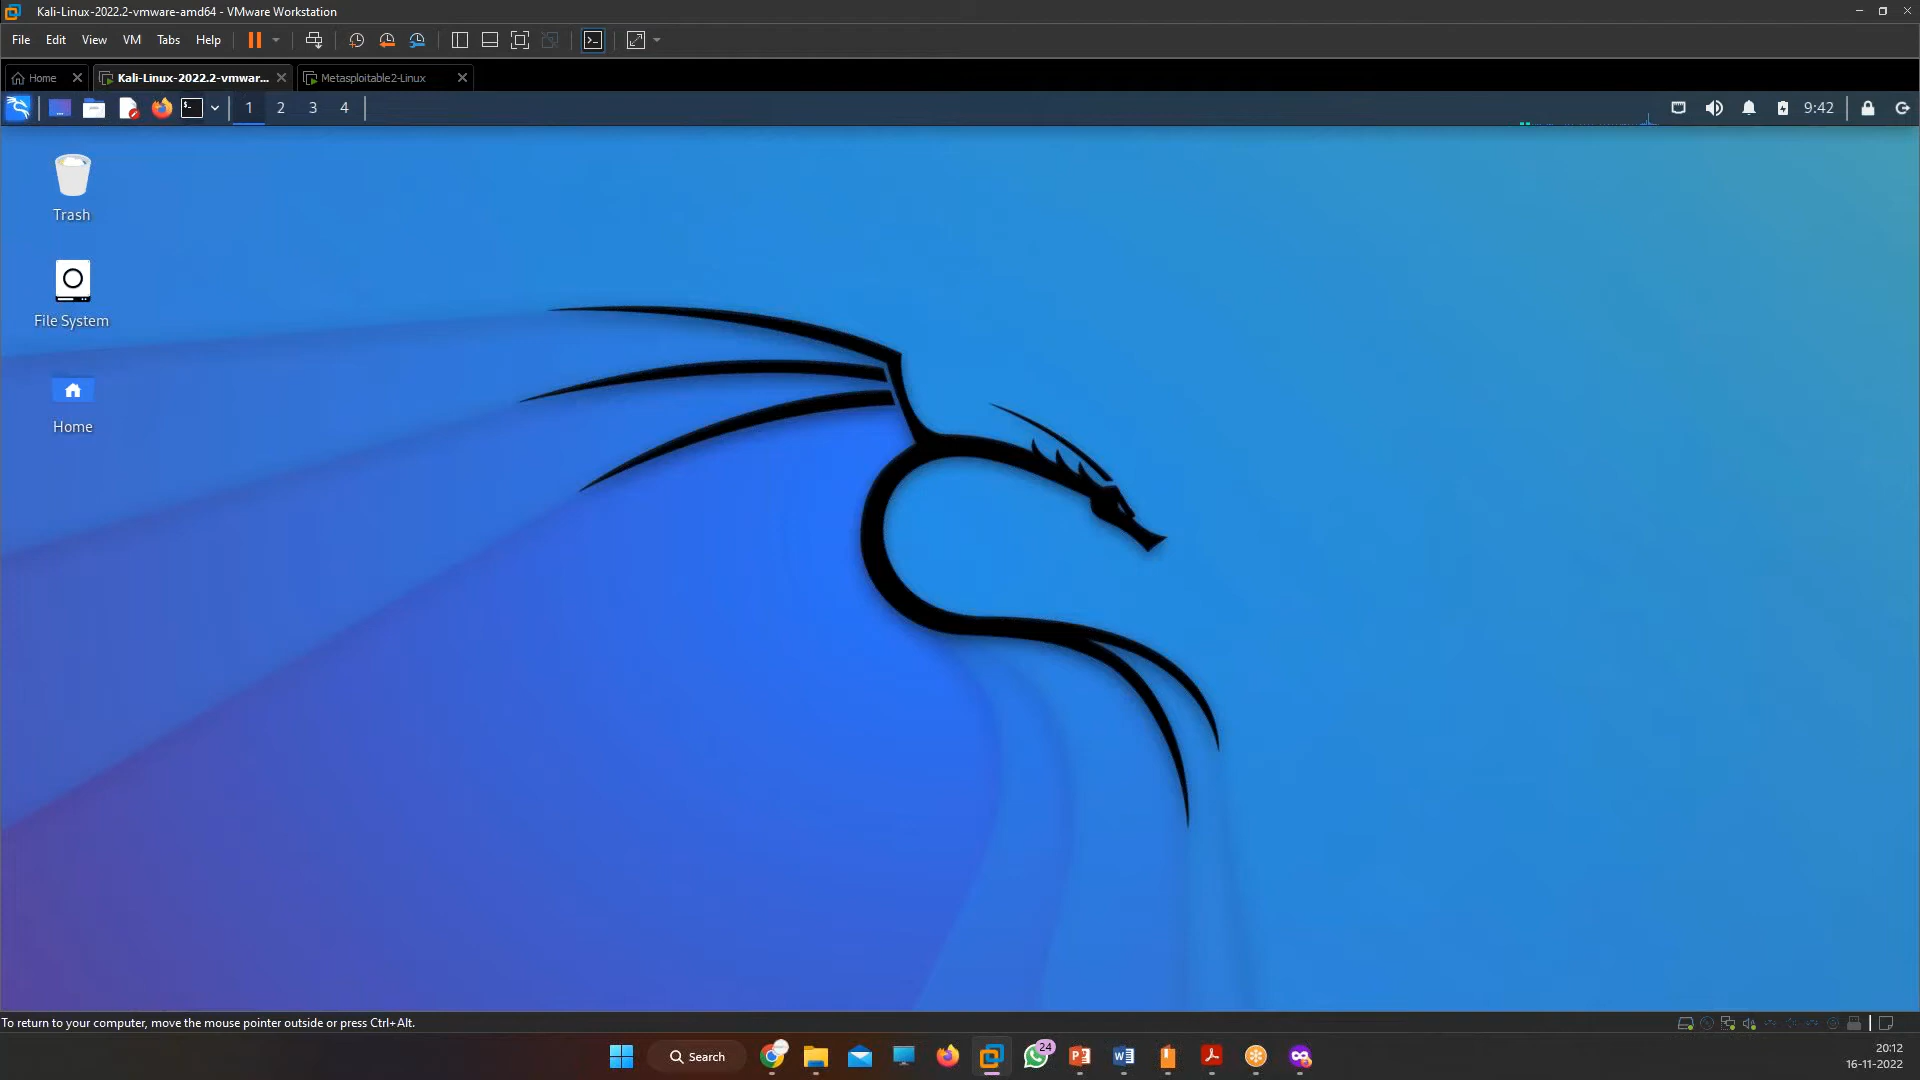 Kali-Linux-2022.2-vmware-amd64 - VMware Workstation
File Edit View VM Tabs Help
Home Kali-Linux-2022.2-vmwar... Metasploitable2-Linux
1 2 3 4 9:42
Trash
File System
Home
To return to your computer, move the mouse pointer outside or press Ctrl+Alt.
Search 24 20:12
16-11-2022